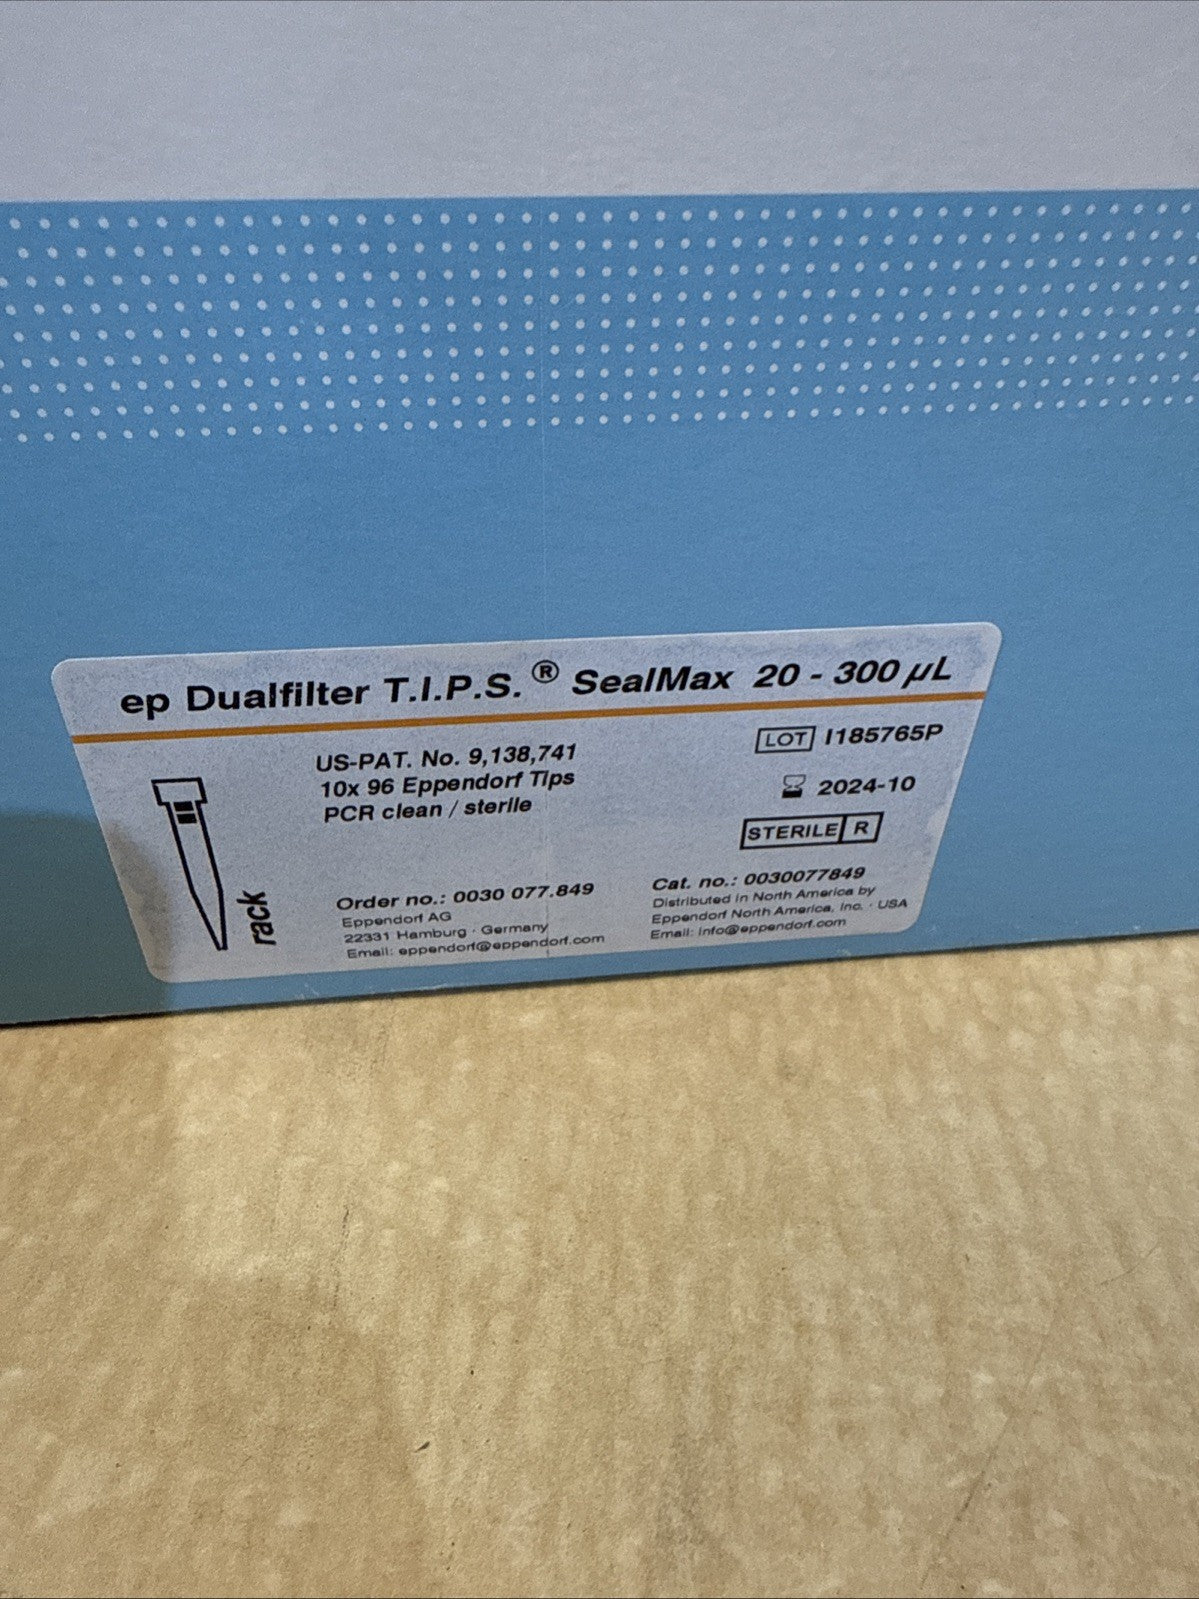 ep Dualfilter T.I.P.S.® SealMax 20 - 300 µL
US-PAT. No. 9,138,741
10x 96 Eppendorf Tips
PCR clean / sterile
LOT I185765P
2024-10
STERILE R
rack
Order no.: 0030 077.849
Eppendorf AG
22331 Hamburg · Germany
Email: eppendorf@eppendorf.com
Cat. no.: 0030077849
Distributed in North America by
Eppendorf North America, Inc. · USA
Email: info@eppendorf.com